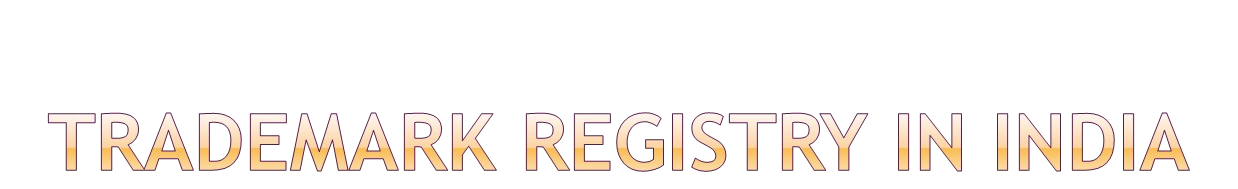 TRADEMARK REGISTRY IN INDIA